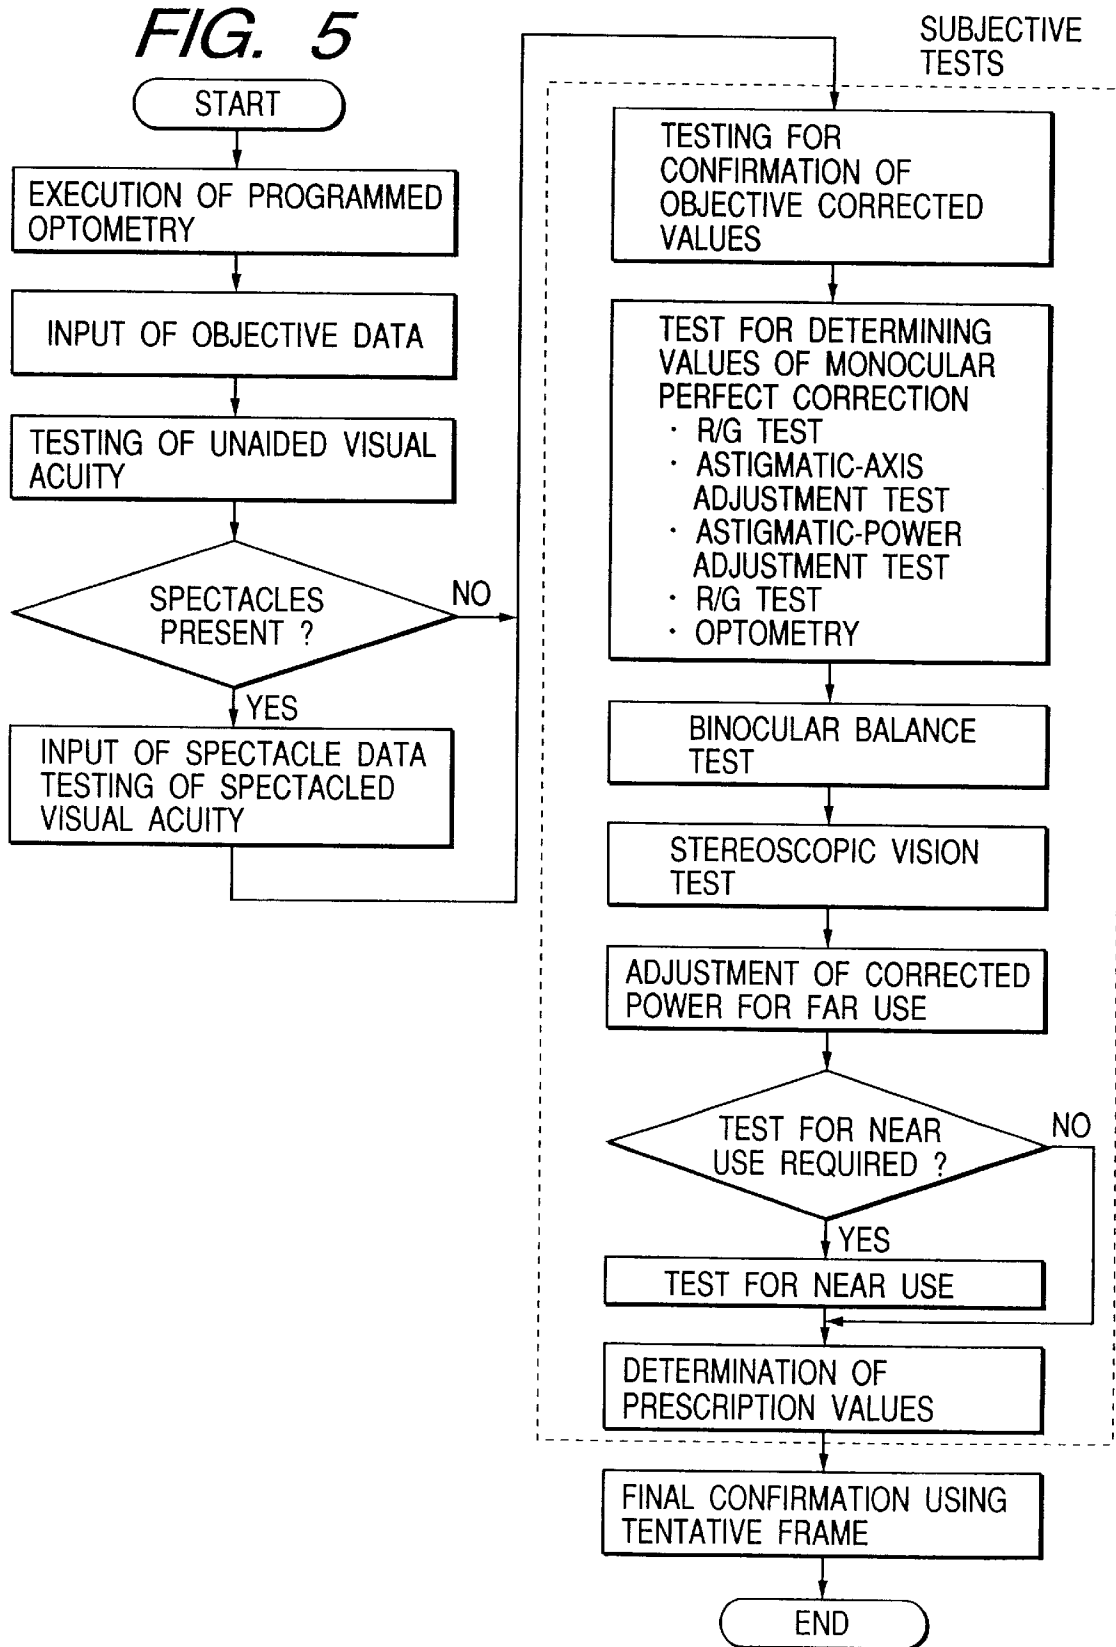 FIG. 5
START
EXECUTION OF PROGRAMMED
OPTOMETRY
INPUT OF OBJECTIVE DATA
TESTING OF UNAIDED VISUAL
ACUITY
SPECTACLES
PRESENT ?
NO
YES
INPUT OF SPECTACLE DATA
TESTING OF SPECTACLED
VISUAL ACUITY
SUBJECTIVE
TESTS
TESTING FOR
CONFIRMATION OF
OBJECTIVE CORRECTED
VALUES
TEST FOR DETERMINING
VALUES OF MONOCULAR
PERFECT CORRECTION
· R/G TEST
· ASTIGMATIC-AXIS
ADJUSTMENT TEST
· ASTIGMATIC-POWER
ADJUSTMENT TEST
· R/G TEST
· OPTOMETRY
BINOCULAR BALANCE
TEST
STEREOSCOPIC VISION
TEST
ADJUSTMENT OF CORRECTED
POWER FOR FAR USE
TEST FOR NEAR
USE REQUIRED ?
NO
YES
TEST FOR NEAR USE
DETERMINATION OF
PRESCRIPTION VALUES
FINAL CONFIRMATION USING
TENTATIVE FRAME
END